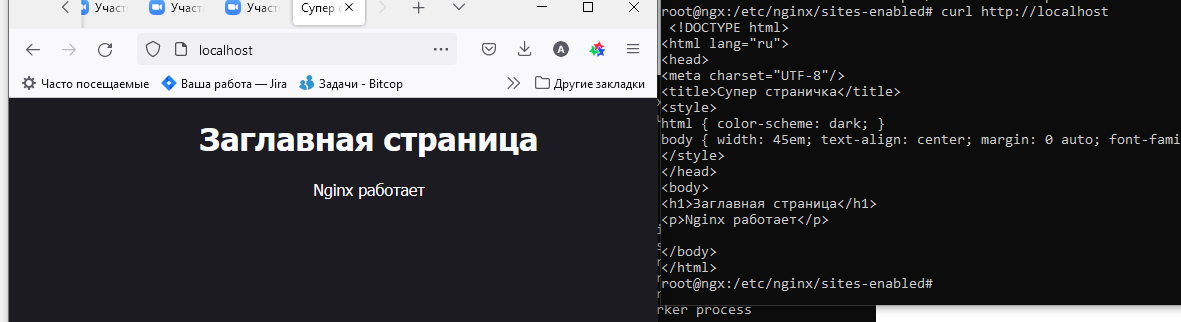 Участ
Участ
Участ
Супер с
localhost
Часто посещаемые
Ваша работа — Jira
Задачи - Bitcop
Другие закладки
Заглавная страница
Nginx работает
root@ngx:/etc/nginx/sites-enabled# curl http://localhost
<!DOCTYPE html>
<html lang="ru">
<head>
<meta charset="UTF-8"/>
<title>Супер страничка</title>
<style>
html { color-scheme: dark; }
body { width: 45em; text-align: center; margin: 0 auto; font-fami
</style>
</head>
<body>
<h1>Заглавная страница</h1>
<p>Nginx работает</p>
</body>
</html>
root@ngx:/etc/nginx/sites-enabled#
rker process